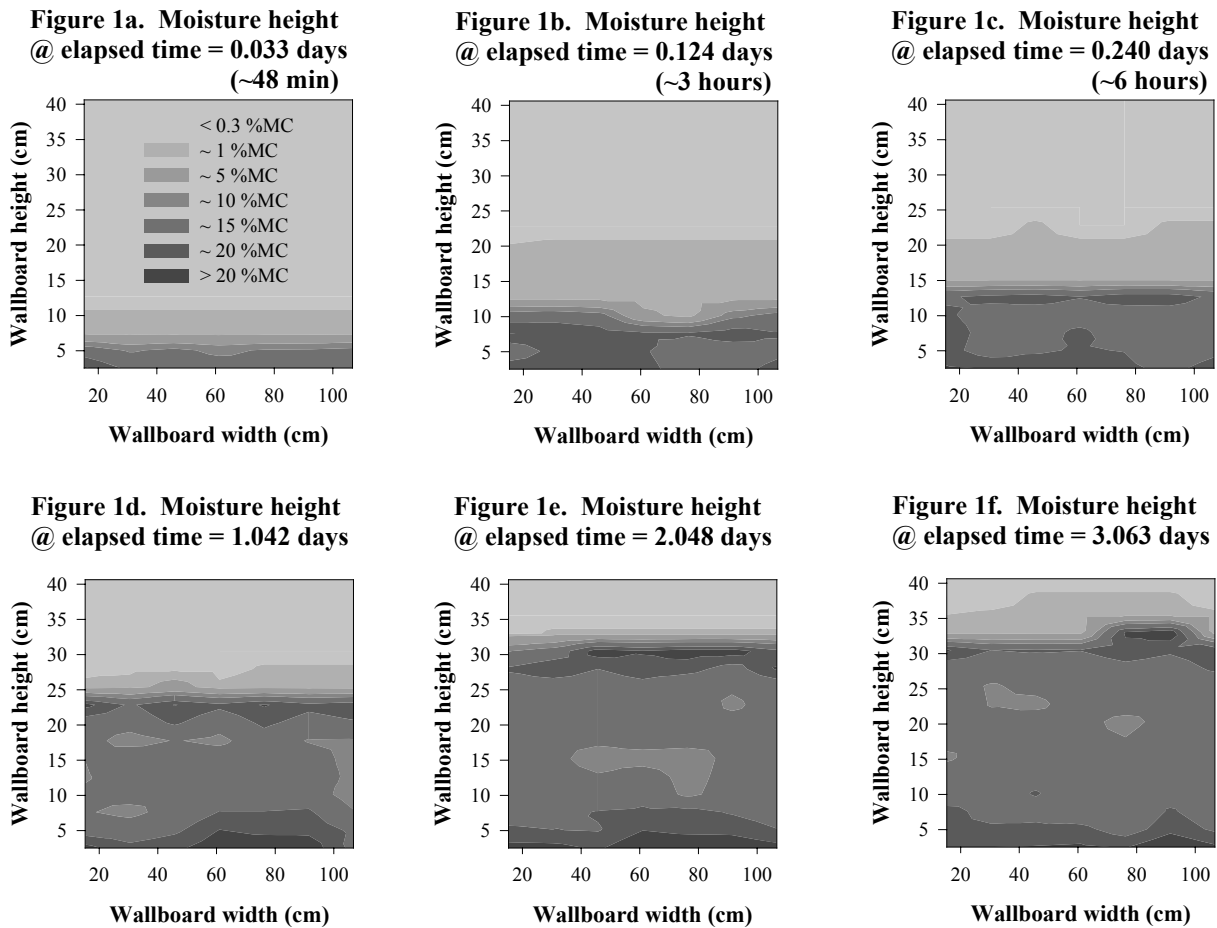 Figure 1a.  Moisture height
@ elapsed time = 0.033 days
(~48 min)
40
35
30
25
20
15
10
5
Wallboard height (cm)
< 0.3 %MC
~ 1 %MC
~ 5 %MC
~ 10 %MC
~ 15 %MC
~ 20 %MC
> 20 %MC
20 40 60 80 100
Wallboard width (cm)
Figure 1b.  Moisture height
@ elapsed time = 0.124 days
(~3 hours)
40
35
30
25
20
15
10
5
Wallboard height (cm)
20 40 60 80 100
Wallboard width (cm)
Figure 1c.  Moisture height
@ elapsed time = 0.240 days
(~6 hours)
40
35
30
25
20
15
10
5
Wallboard height (cm)
20 40 60 80 100
Wallboard width (cm)
Figure 1d.  Moisture height
@ elapsed time = 1.042 days
40
35
30
25
20
15
10
5
Wallboard height (cm)
20 40 60 80 100
Wallboard width (cm)
Figure 1e.  Moisture height
@ elapsed time = 2.048 days
40
35
30
25
20
15
10
5
Wallboard height (cm)
20 40 60 80 100
Wallboard width (cm)
Figure 1f.  Moisture height
@ elapsed time = 3.063 days
40
35
30
25
20
15
10
5
Wallboard height (cm)
20 40 60 80 100
Wallboard width (cm)